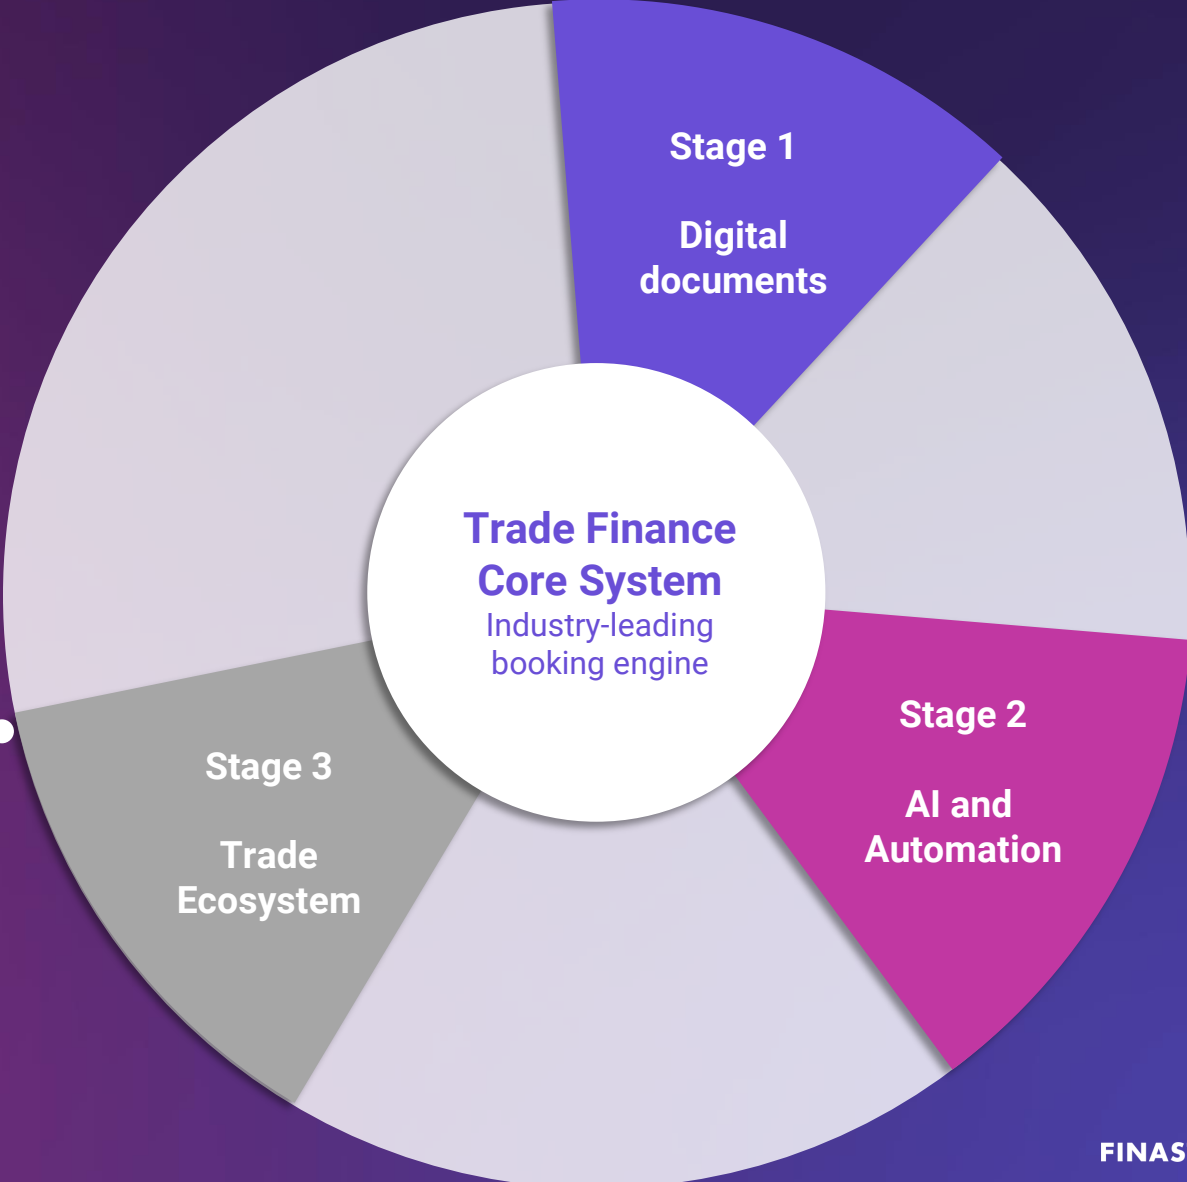 Stage 1
Digital
documents
Trade Finance
Core System
Industry-leading
booking engine
Stage 2
AI and
Automation
Stage 3
Trade
Ecosystem
FINAS